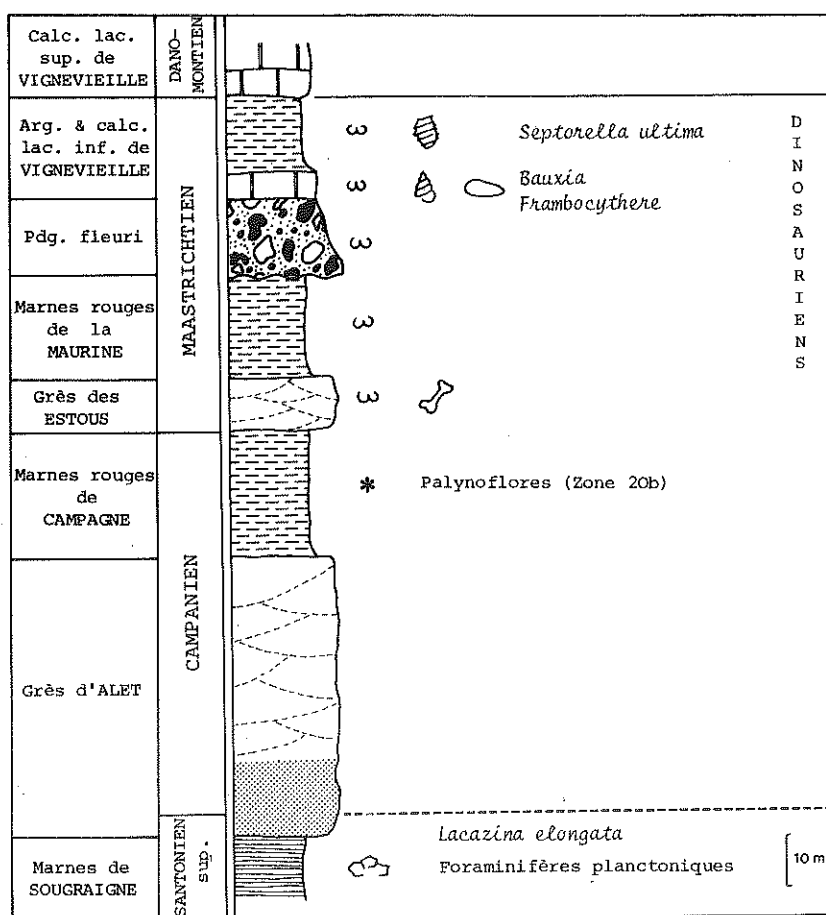 Calc. lac.
sup. de
VIGNEVIEILLE
DANO-
MONTIEN
Arg. & calc.
lac. inf. de
VIGNEVIEILLE
Septorella ultima
Bauxia
Frambocythere
DINOSAURIENS
Pdg. fleuri
MAASTRICHTIEN
Marnes rouges
de la
MAURINE
Grès des
ESTOUS
Marnes rouges
de
CAMPAGNE
* Palynoflores (Zone 20b)
CAMPANIEN
Grès d'ALET
Marnes de
SOUGRAIGNE
SANTONIEN
sup.
Lacazina elongata
Foraminifères planctoniques
10 m